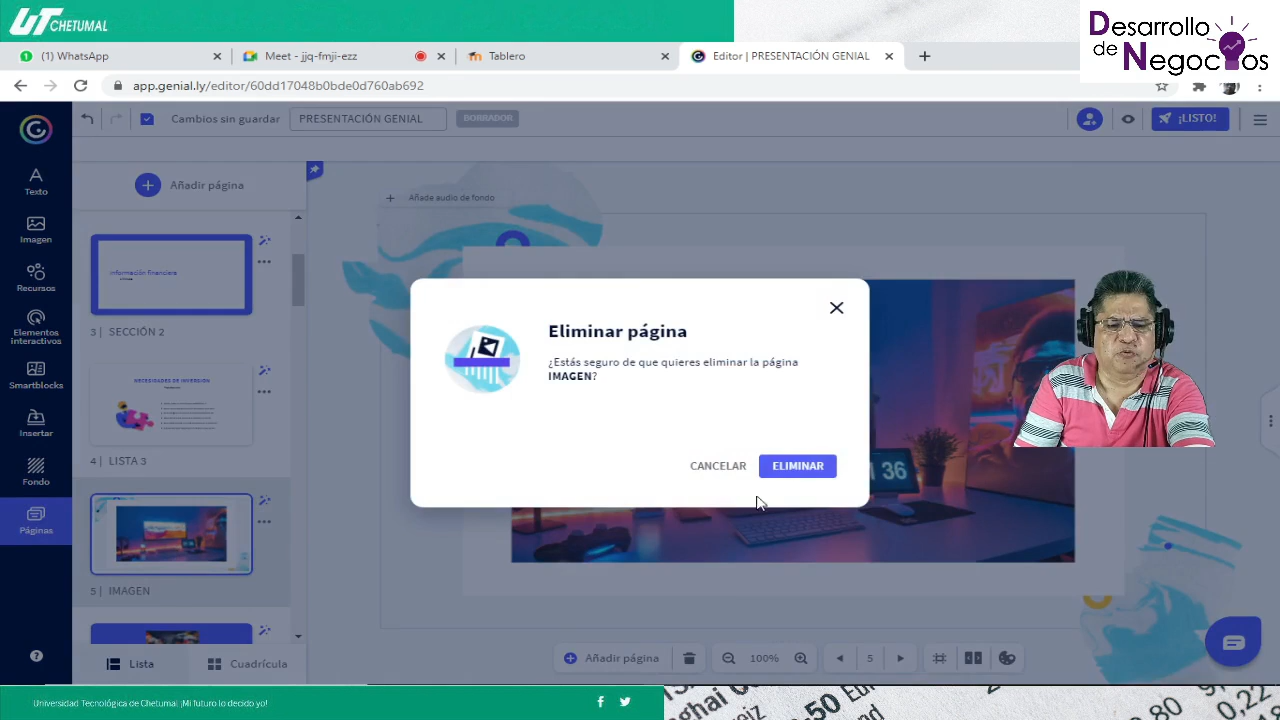 UT CHETUMAL
Desarrollo
de
Negocios
(1) WhatsApp
Meet - jjq-fmji-ezz
Tablero
Editor | PRESENTACIÓN GENIAL
app.genial.ly/editor/60dd17048b0bde0d760ab692
Cambios sin guardar
PRESENTACIÓN GENIAL
BORRADOR
¡LISTO!
Texto
Imagen
Recursos
Elementos
interactivos
Smartblocks
Insertar
Fondo
Páginas
Añadir página
Información financiera
3 | SECCIÓN 2
NECESIDADES DE INVERSIÓN
4 | LISTA 3
5 | IMAGEN
Lista
Cuadrícula
Añade audio de fondo
Eliminar página
¿Estás seguro de que quieres eliminar la página
IMAGEN?
CANCELAR
ELIMINAR
36
Añadir página
100%
5
Universidad Tecnológica de Chetumal ¡Mi futuro lo decido yo!